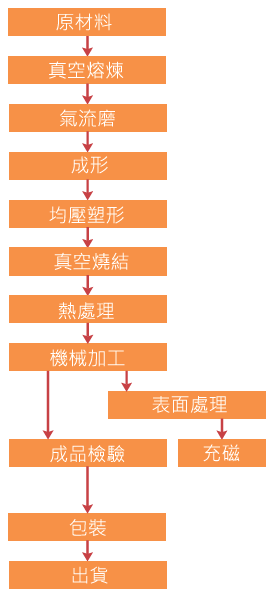 原材料
真空熔煉
氣流磨
成形
均壓塑形
真空燒結
熱處理
機械加工
表面處理
成品檢驗
充磁
包裝
出貨